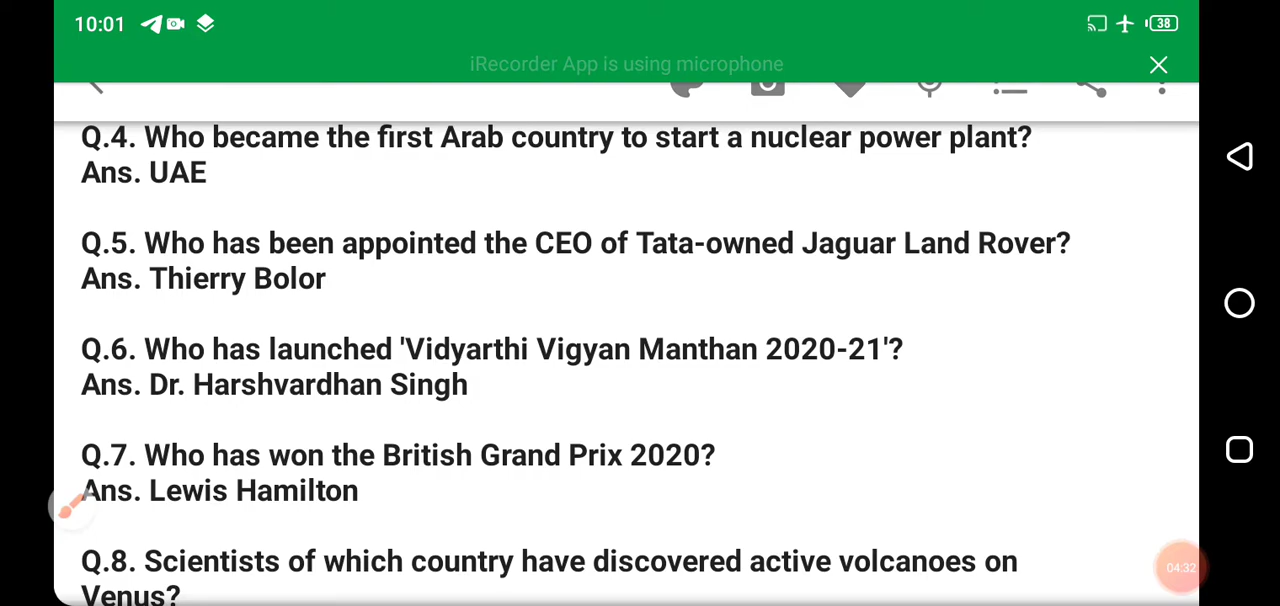 10:01
38
iRecorder App is using microphone
Q.4. Who became the first Arab country to start a nuclear power plant?
Ans. UAE
Q.5. Who has been appointed the CEO of Tata-owned Jaguar Land Rover?
Ans. Thierry Bolor
Q.6. Who has launched 'Vidyarthi Vigyan Manthan 2020-21'?
Ans. Dr. Harshvardhan Singh
Q.7. Who has won the British Grand Prix 2020?
Ans. Lewis Hamilton
Q.8. Scientists of which country have discovered active volcanoes on
Venus?
04:32